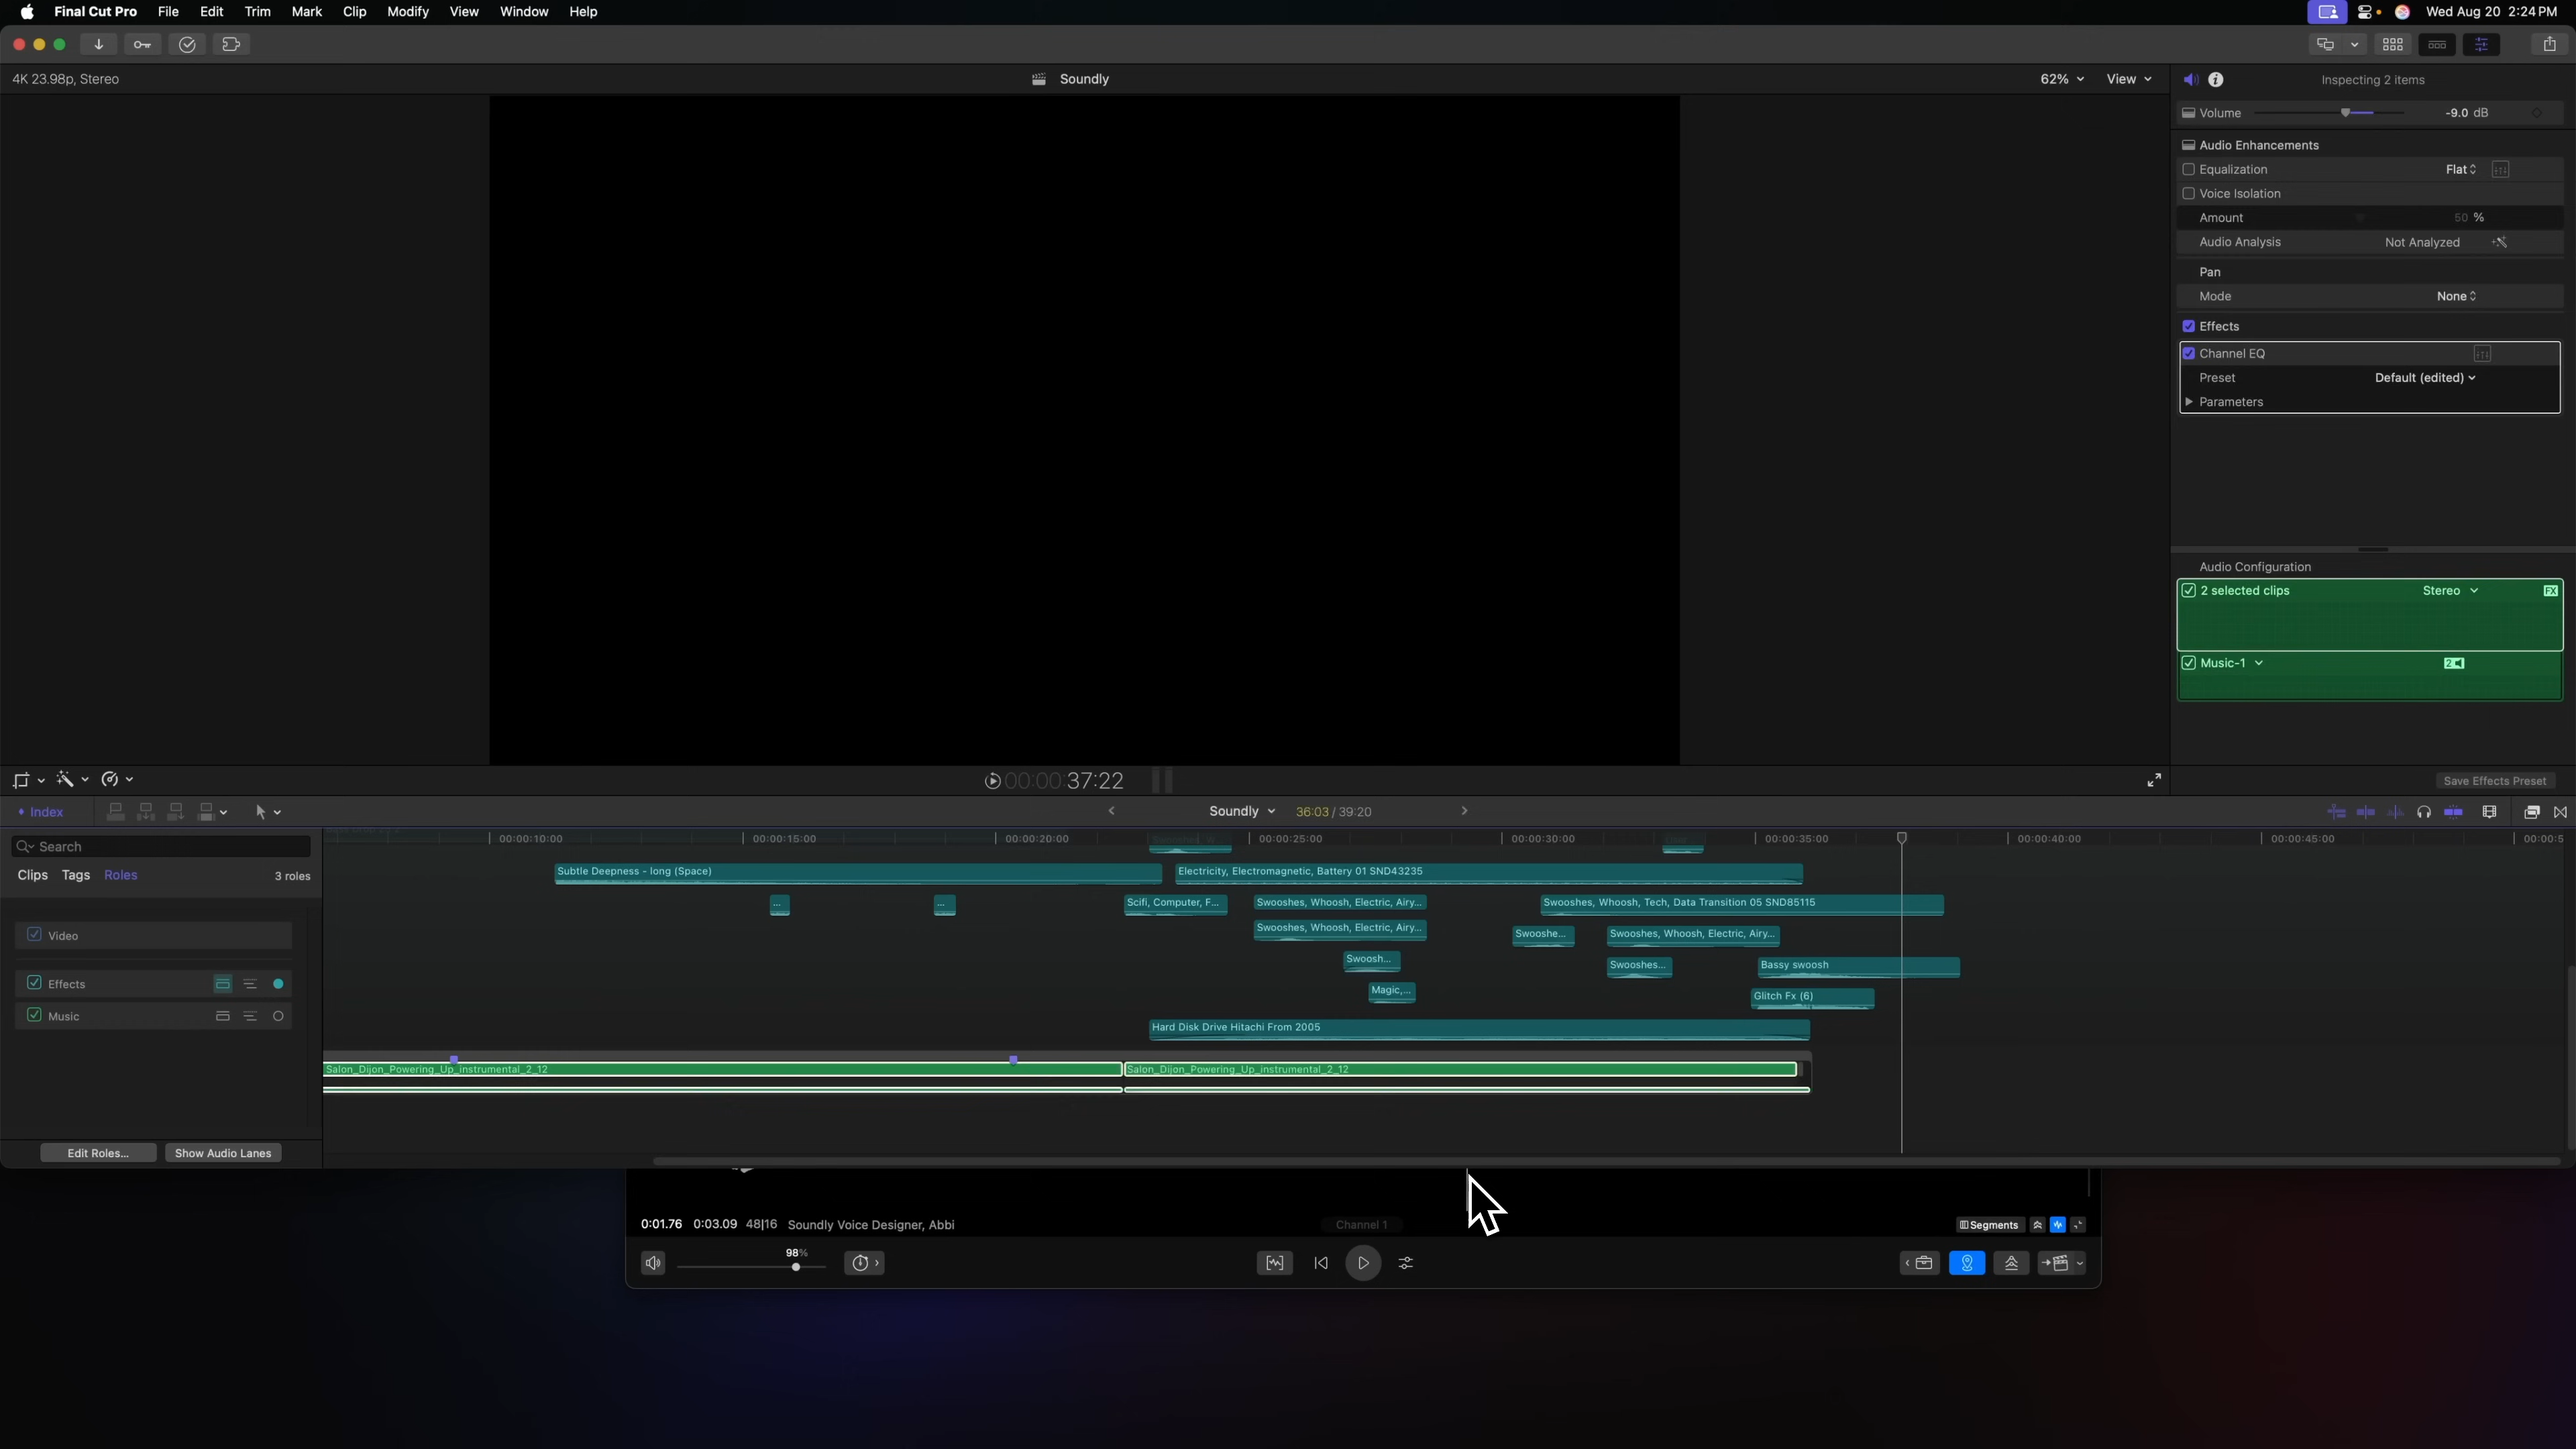 Final Cut Pro File Edit Trim Mark Clip Modify View Window Help Wed Aug 20 2:24 PM
4K 23.98p, Stereo Soundly 62% View Inspecting 2 items
Volume -9.0 dB
Audio Enhancements
Equalization Flat
Voice Isolation
Amount 50 %
Audio Analysis Not Analyzed
Pan
Mode None
Effects
Channel EQ
Preset Default (edited)
Parameters
Audio Configuration
2 selected clips Stereo FX
Music-1 2
00:00:37:22 Save Effects Preset
Index Soundly 36:03 / 39:20
Search 00:00:10:00 00:00:15:00 00:00:20:00 00:00:25:00 00:00:30:00 00:00:35:00 00:00:40:00 00:00:45:00 00:00:5
Clips Tags Roles 3 roles
Subtle Deepness - long (Space) Electricity, Electromagnetic, Battery 01 SND43235
... ... Scifi, Computer, F... Swooshes, Whoosh, Electric, Airy... Swooshes, Whoosh, Tech, Data Transition 05 SND85115
Swooshes, Whoosh, Electric, Airy... Swooshe... Swooshes, Whoosh, Electric, Airy...
Video
Swoosh... Swooshes... Bassy swoosh
Effects
Magic,... Glitch Fx (6)
Music
Hard Disk Drive Hitachi From 2005
Salon_Dijon_Powering_Up_instrumental_2_12 Salon_Dijon_Powering_Up_instrumental_2_12
Edit Roles... Show Audio Lanes
0:01.76 0:03.09 48|16 Soundly Voice Designer, Abbi Channel 1 Segments
98%